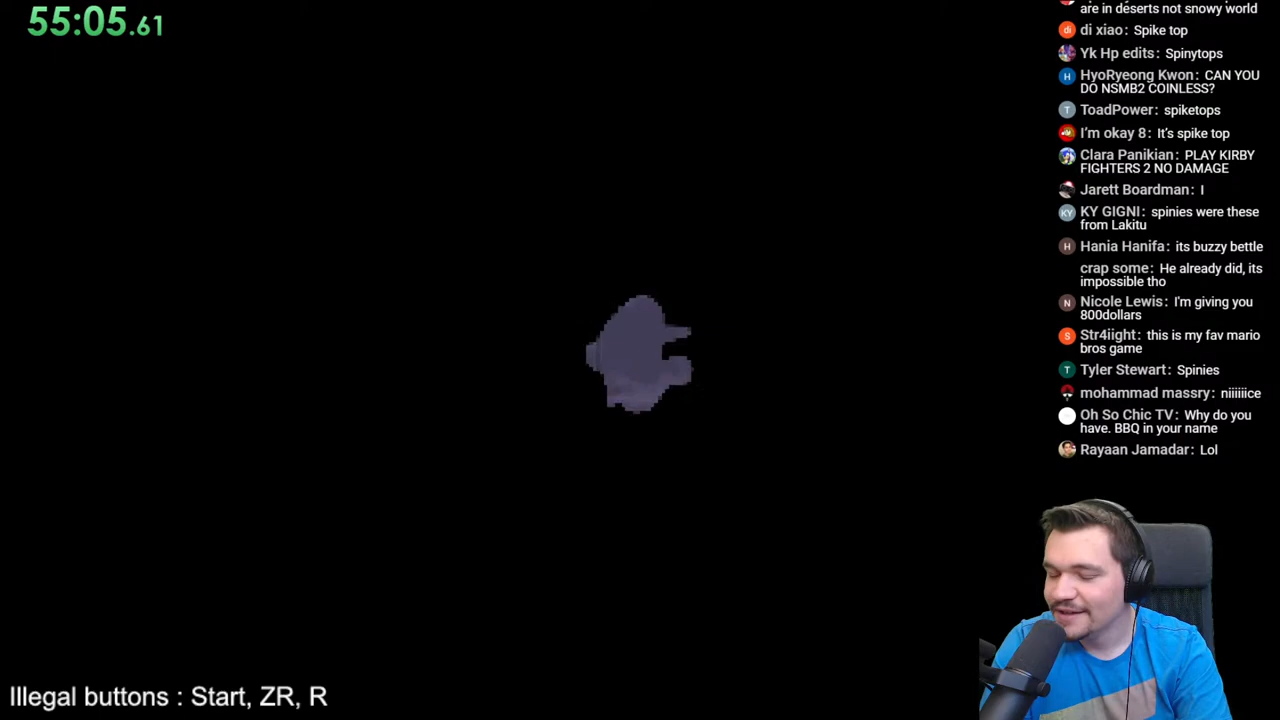 55:05.61
are in deserts not snowy world
di di xiao: Spike top
Yk Hp edits: Spinytops
H HyoRyeong Kwon: CAN YOU
DO NSMB2 COINLESS?
T ToadPower: spiketops
I'm okay 8: It's spike top
Clara Panikian: PLAY KIRBY
FIGHTERS 2 NO DAMAGE
Jarett Boardman: I
KY KY GIGNI: spinies were these
from Lakitu
H Hania Hanifa: its buzzy bettle
crap some: He already did, its
impossible tho
N Nicole Lewis: I'm giving you
800dollars
S Str4iight: this is my fav mario
bros game
T Tyler Stewart: Spinies
mohammad massry: niiiiiice
Oh So Chic TV: Why do you
have. BBQ in your name
Rayaan Jamadar: Lol
Illegal buttons : Start, ZR, R